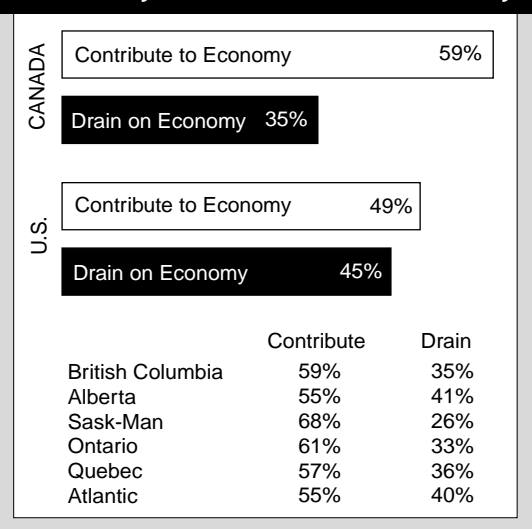 CANADA
Contribute to Economy 59%
Drain on Economy 35%
U.S.
Contribute to Economy 49%
Drain on Economy 45%
Contribute Drain
British Columbia 59% 35%
Alberta 55% 41%
Sask-Man 68% 26%
Ontario 61% 33%
Quebec 57% 36%
Atlantic 55% 40%